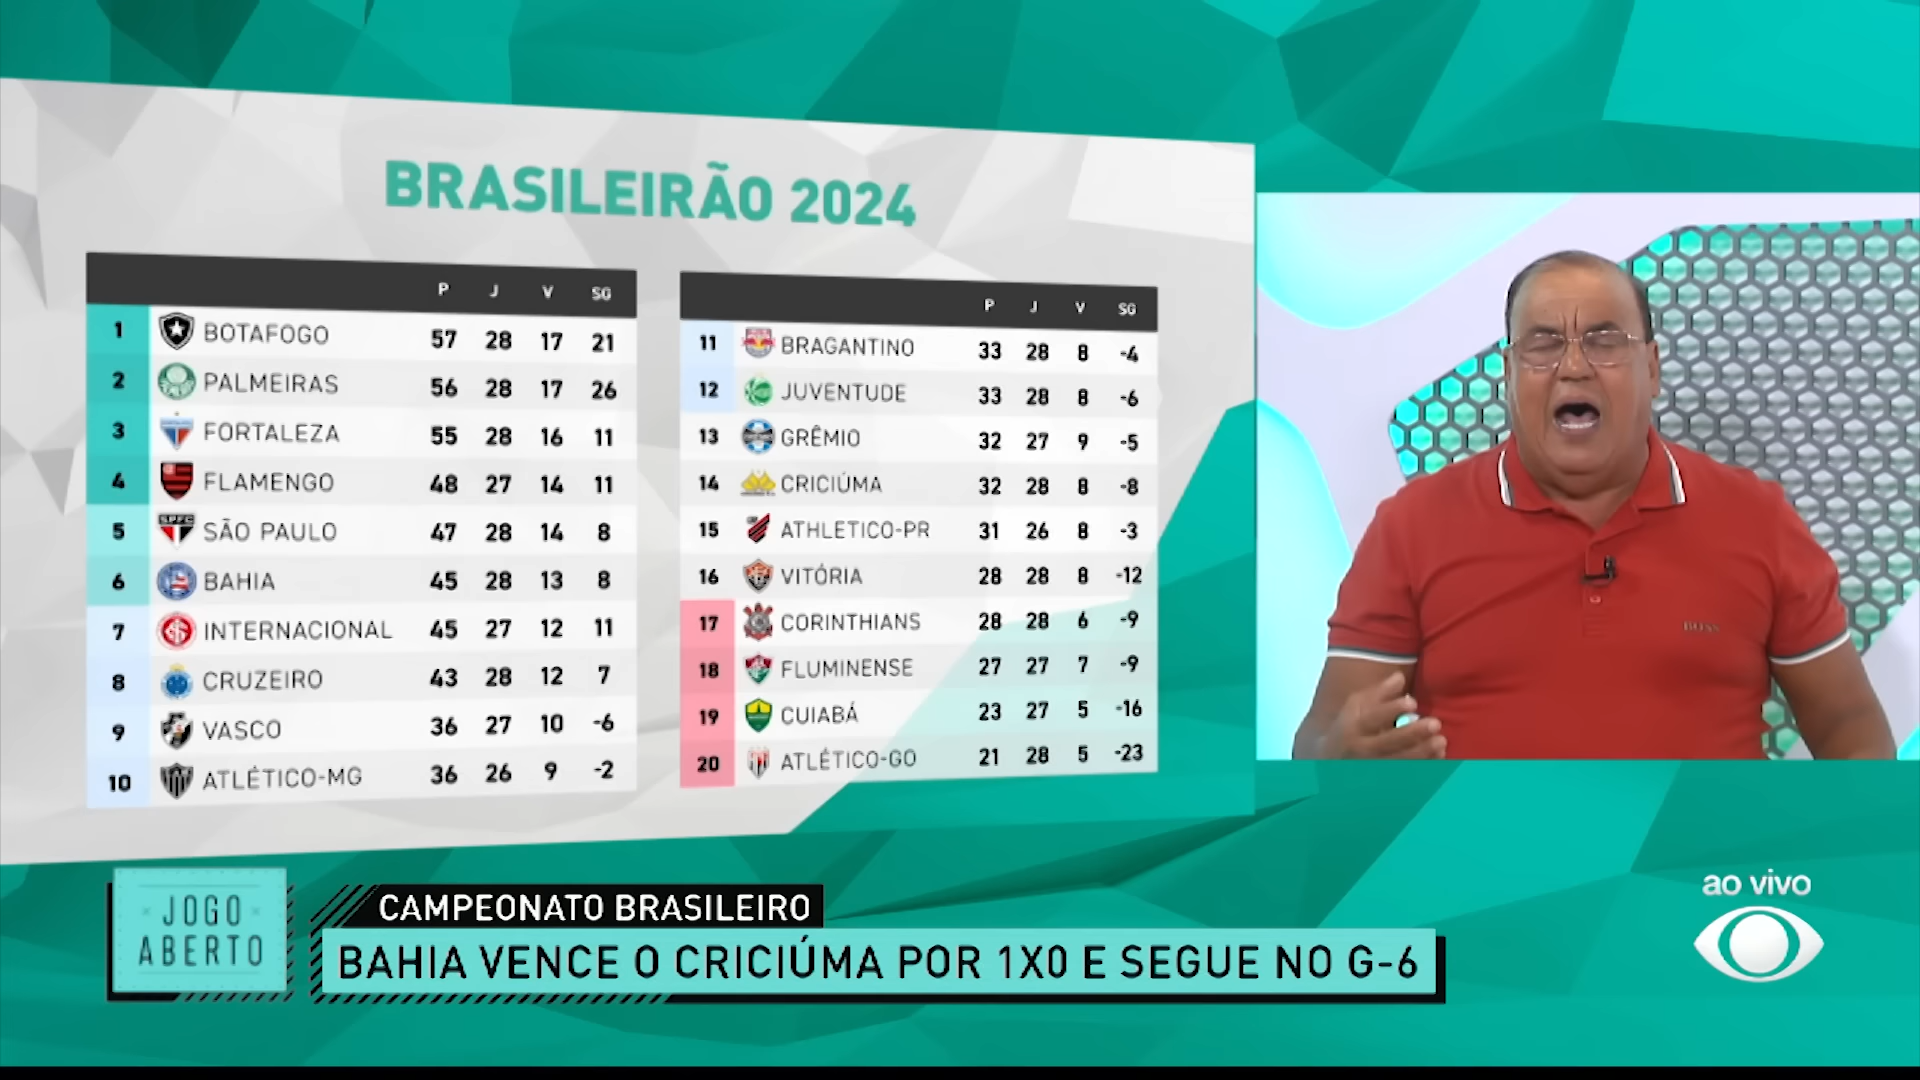 BRASILEIRÃO 2024
P J V SG
1 BOTAFOGO 57 28 17 21
2 PALMEIRAS 56 28 17 26
3 FORTALEZA 55 28 16 11
4 FLAMENGO 48 27 14 11
5 SÃO PAULO 47 28 14 8
6 BAHIA 45 28 13 8
7 INTERNACIONAL 45 27 12 11
8 CRUZEIRO 43 28 12 7
9 VASCO 36 27 10 -6
10 ATLÉTICO-MG 36 26 9 -2
P J V SG
11 BRAGANTINO 33 28 8 -4
12 JUVENTUDE 33 28 8 -6
13 GRÊMIO 32 27 9 -5
14 CRICIÚMA 32 28 8 -8
15 ATHLETICO-PR 31 26 8 -3
16 VITÓRIA 28 28 8 -12
17 CORINTHIANS 28 28 6 -9
18 FLUMINENSE 27 27 7 -9
19 CUIABÁ 23 27 5 -16
20 ATLÉTICO-GO 21 28 5 -23
SPFC
BOSS
JOGO
ABERTO
CAMPEONATO BRASILEIRO
BAHIA VENCE O CRICIÚMA POR 1X0 E SEGUE NO G-6
ao vivo